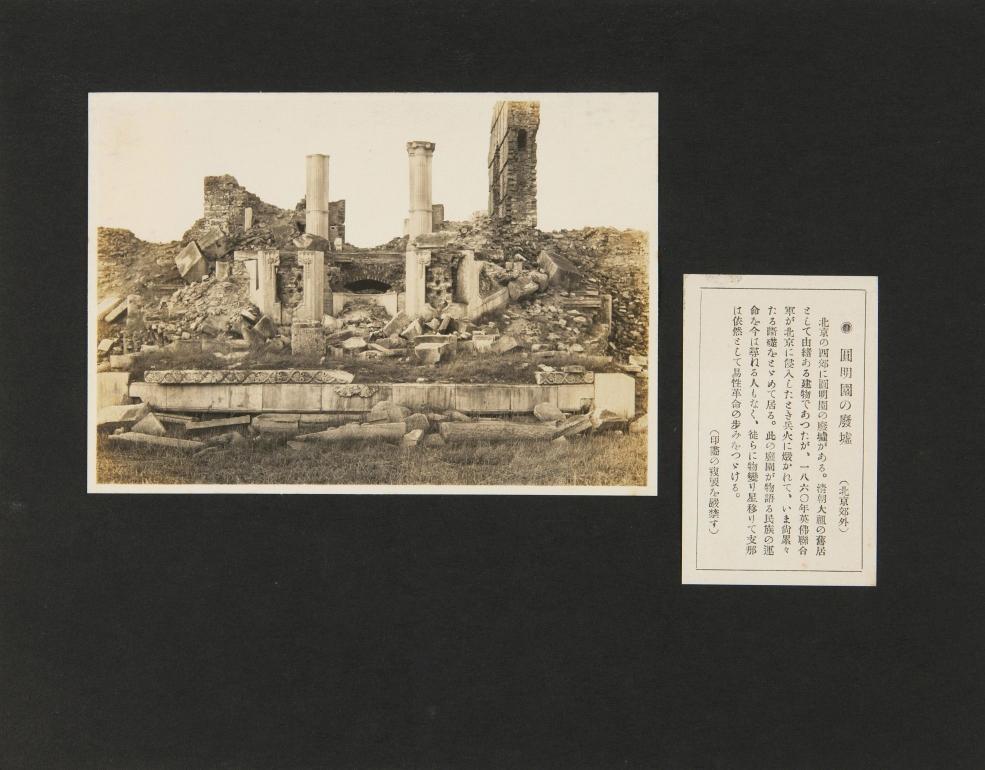 圓明園の廢墟
(北京郊外)
北京の西郊に圓明園の廢墟がある。淸朝大祖の舊居
として由緖ある建物であつたが、一八六〇年英佛聯合
軍が北京に侵入したとき兵火に燬かれて、いま尙累々
たる斷礎をとゞめて居る。此の廢園が物語る民族の運
命を今は尋ねる人もなく、徒らに物變り星移りて支那
は依然として易性革命の歩みをつゞける。
(印畫の複製を嚴禁す)